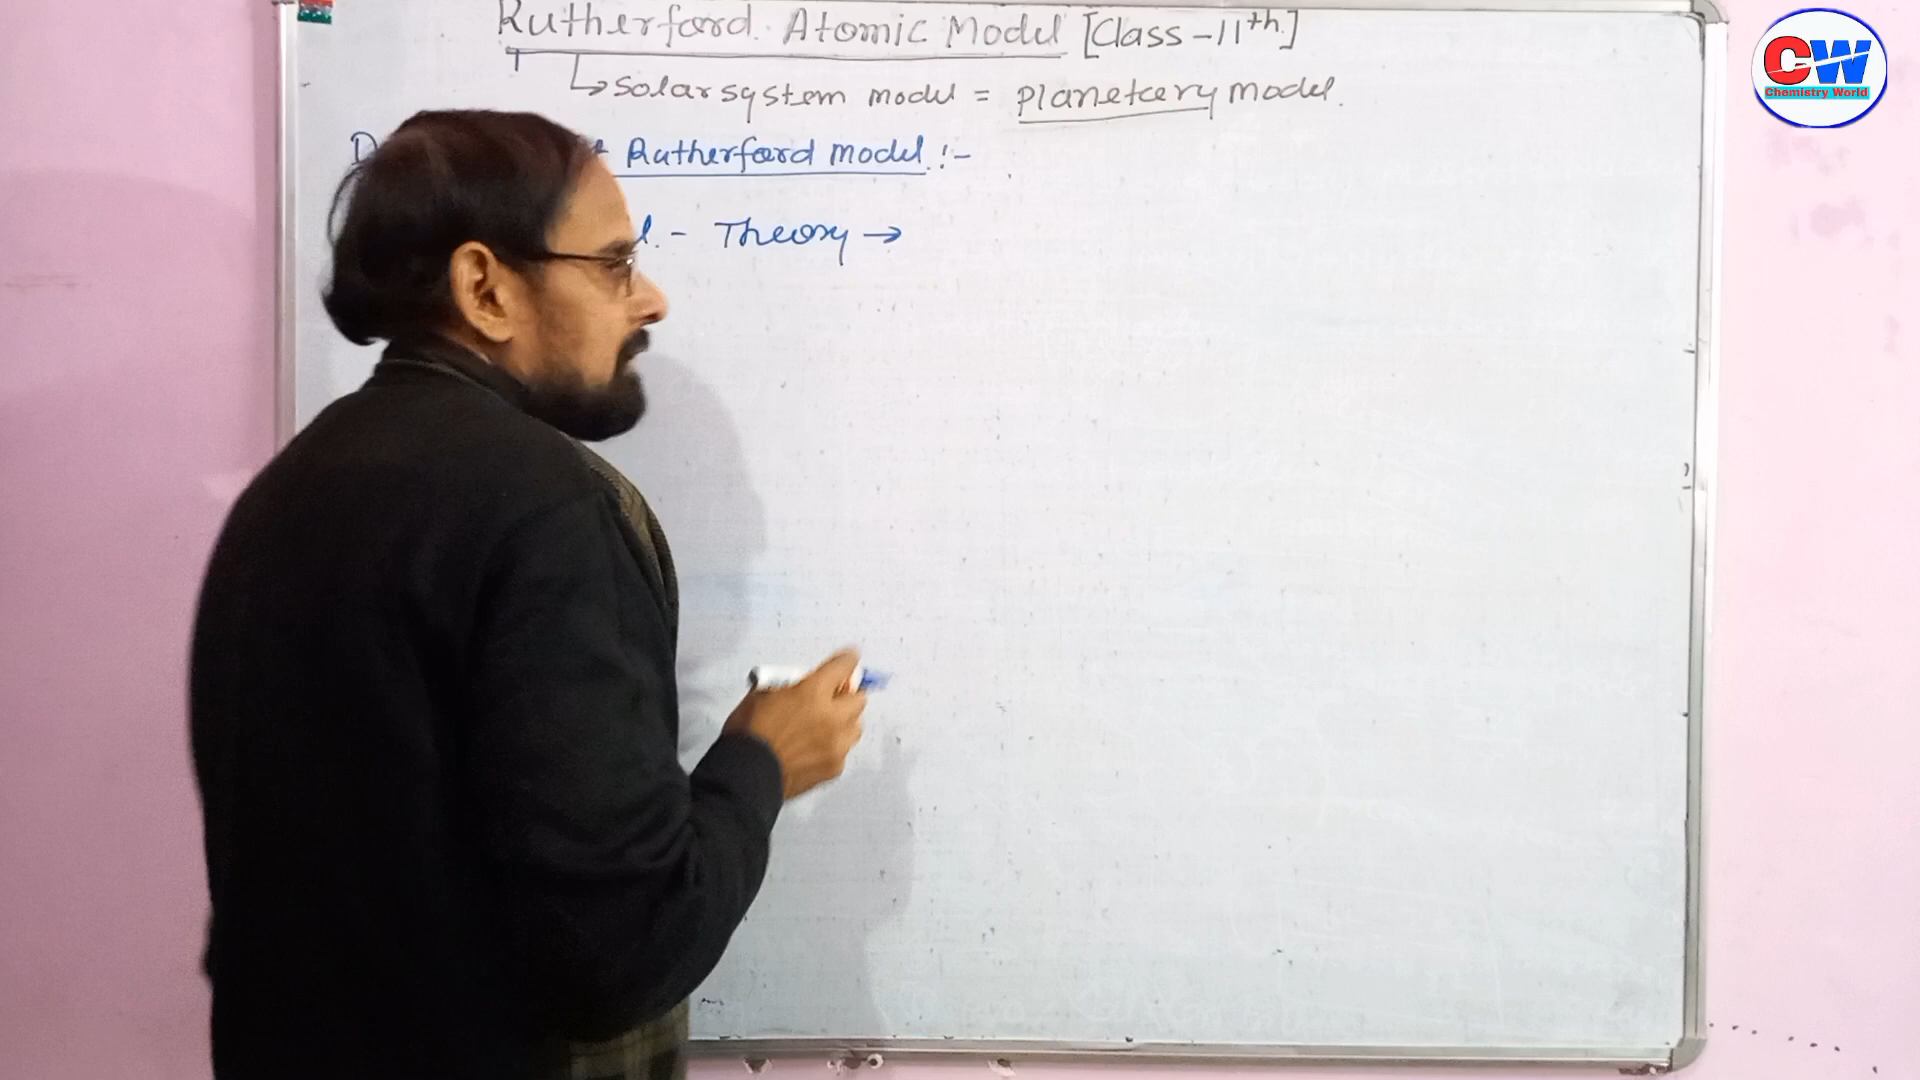 Rutherford. Atomic Model [Class-11th]
↳ Solar system model = planetary model.
Rutherford model :-
- Theory →
CW
Chemistry World